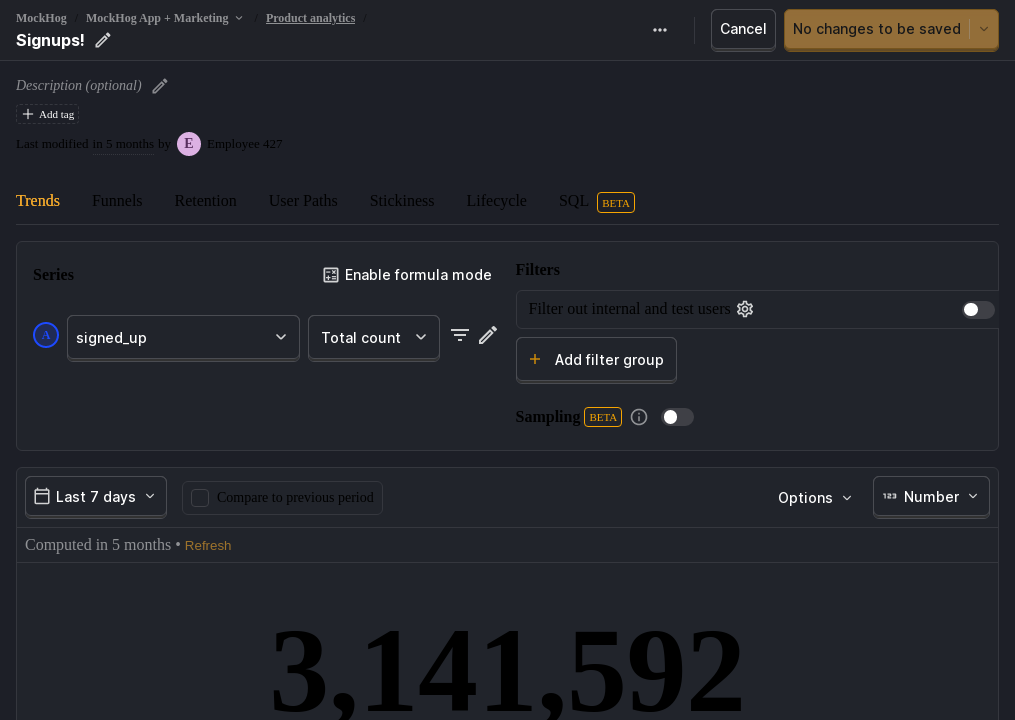 MockHog / MockHog App + Marketing / Product analytics /
Signups!
Cancel
No changes to be saved
Description (optional)
Add tag
Last modified in 5 months by E Employee 427
Trends Funnels Retention User Paths Stickiness Lifecycle SQL BETA
Series
Enable formula mode
A signed_up Total count
Filters
Filter out internal and test users
Add filter group
Sampling BETA
Last 7 days Compare to previous period Options 123 Number
Computed in 5 months • Refresh
3,141,592